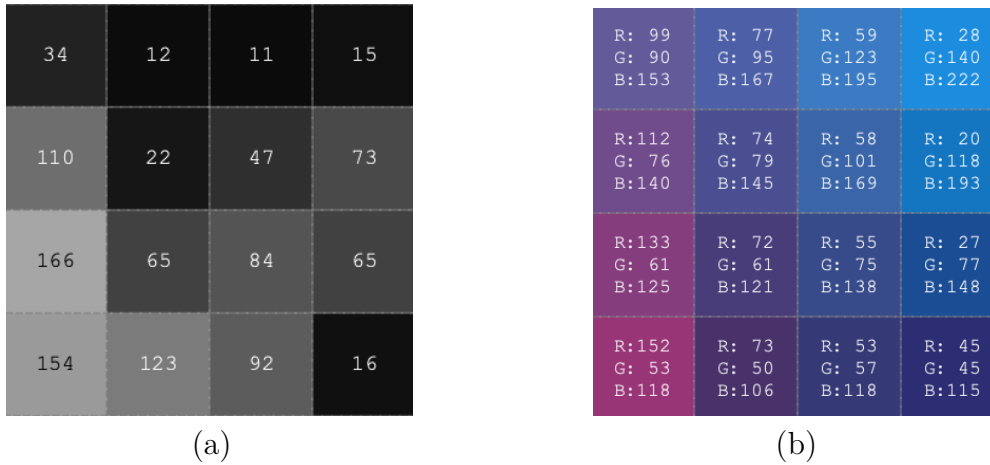 34 12 11 15
110 22 47 73
166 65 84 65
154 123 92 16
(a)
R: 99 R: 77 R: 59 R: 28
G: 90 G: 95 G:123 G:140
B:153 B:167 B:195 B:222
R:112 R: 74 R: 58 R: 20
G: 76 G: 79 G:101 G:118
B:140 B:145 B:169 B:193
R:133 R: 72 R: 55 R: 27
G: 61 G: 61 G: 75 G: 77
B:125 B:121 B:138 B:148
R:152 R: 73 R: 53 R: 45
G: 53 G: 50 G: 57 G: 45
B:118 B:106 B:118 B:115
(b)